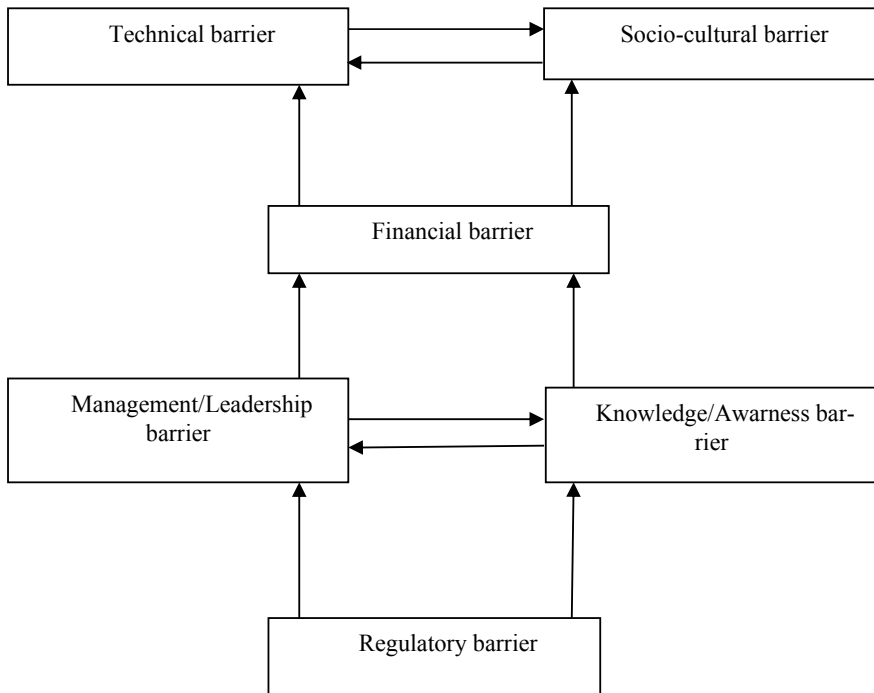 Technical barrier
Socio-cultural barrier
Financial barrier
Management/Leadership
barrier
Knowledge/Awarness bar-
rier
Regulatory barrier